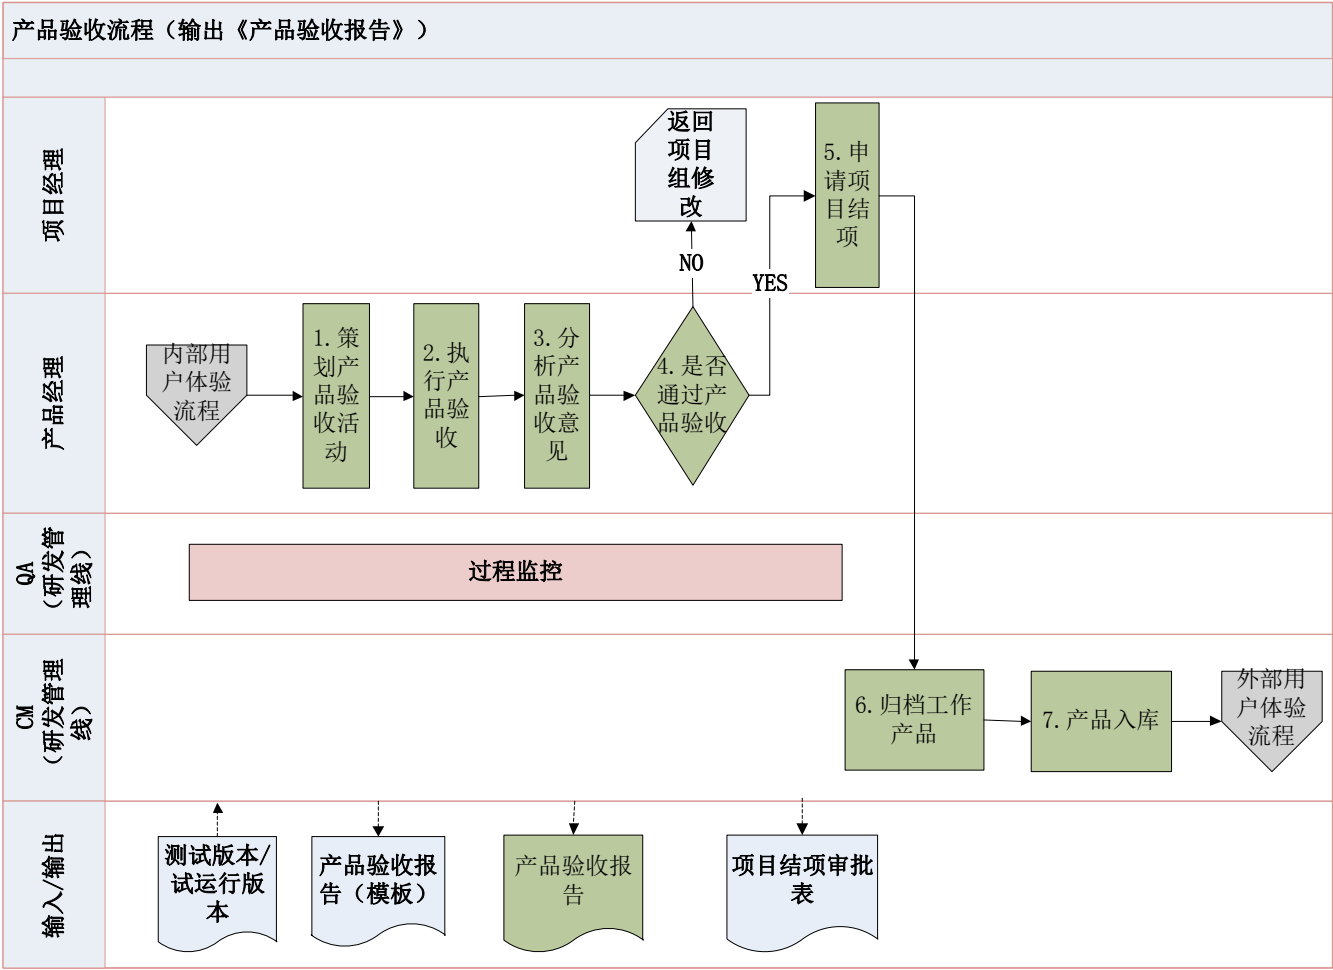 产品验收流程（输出《产品验收报告》）
项目经理
返回
项目
组修
改
5.申
请项
目结
项
NO
YES
产品经理
内部用
户体验
流程
1.策
划产
品验
收活
动
2.执
行产
品验
收
3.分
析产
品验
收意
见
4.是否
通过产
品验收
QA
（研发管
理线）
过程监控
CM
（研发管理
线）
6.归档工作
产品
7.产品入库
外部用
户体验
流程
输入/输出
测试版本/
试运行版
本
产品验收报
告（模板）
产品验收报
告
项目结项审批
表